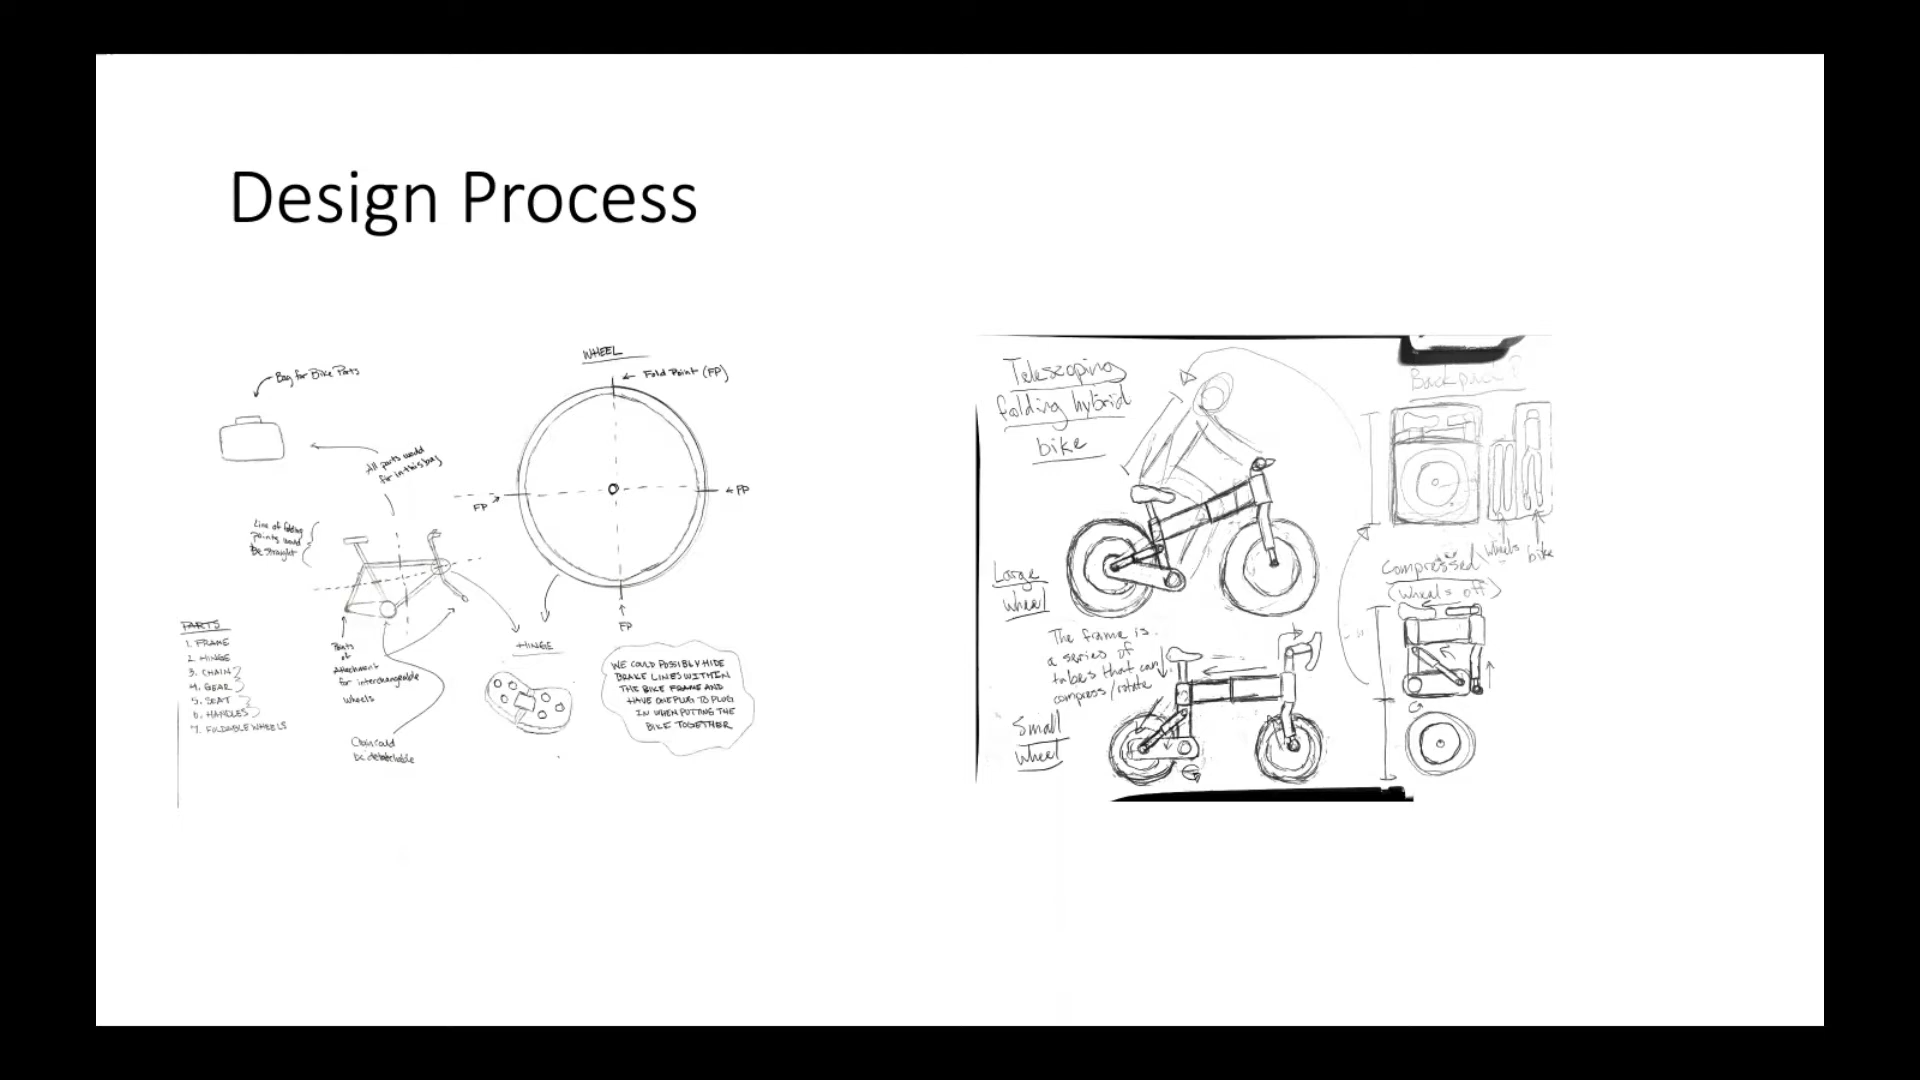 Design Process
Bag for Bike Parts
All parts would
for in this bag
Line of folding
points would
be straight
PARTS
1. FRAME
2. HINGE
3. CHAIN
4. GEAR
5. SEAT
6. HANDLES
7. FOLDABLE WHEELS
Points
of
Attachment
for interchangeable
wheels
Chain could
be detatchable
WHEEL
Fold Point (FP)
FP
FP
FP
HINGE
WE COULD POSSIBLY HIDE
BRAKE LINES WITHIN
THE BIKE FRAME AND
HAVE ONE PLUG TO PLUG
IN WHEN PUTTING THE
BIKE TOGETHER
Telescoping
folding hybrid
bike
Large
Wheel
The frame is
a series of
tubes that can
compress/rotate
Small
Wheel
Backpack?
Wheels
bike
Compressed
(Wheels off)